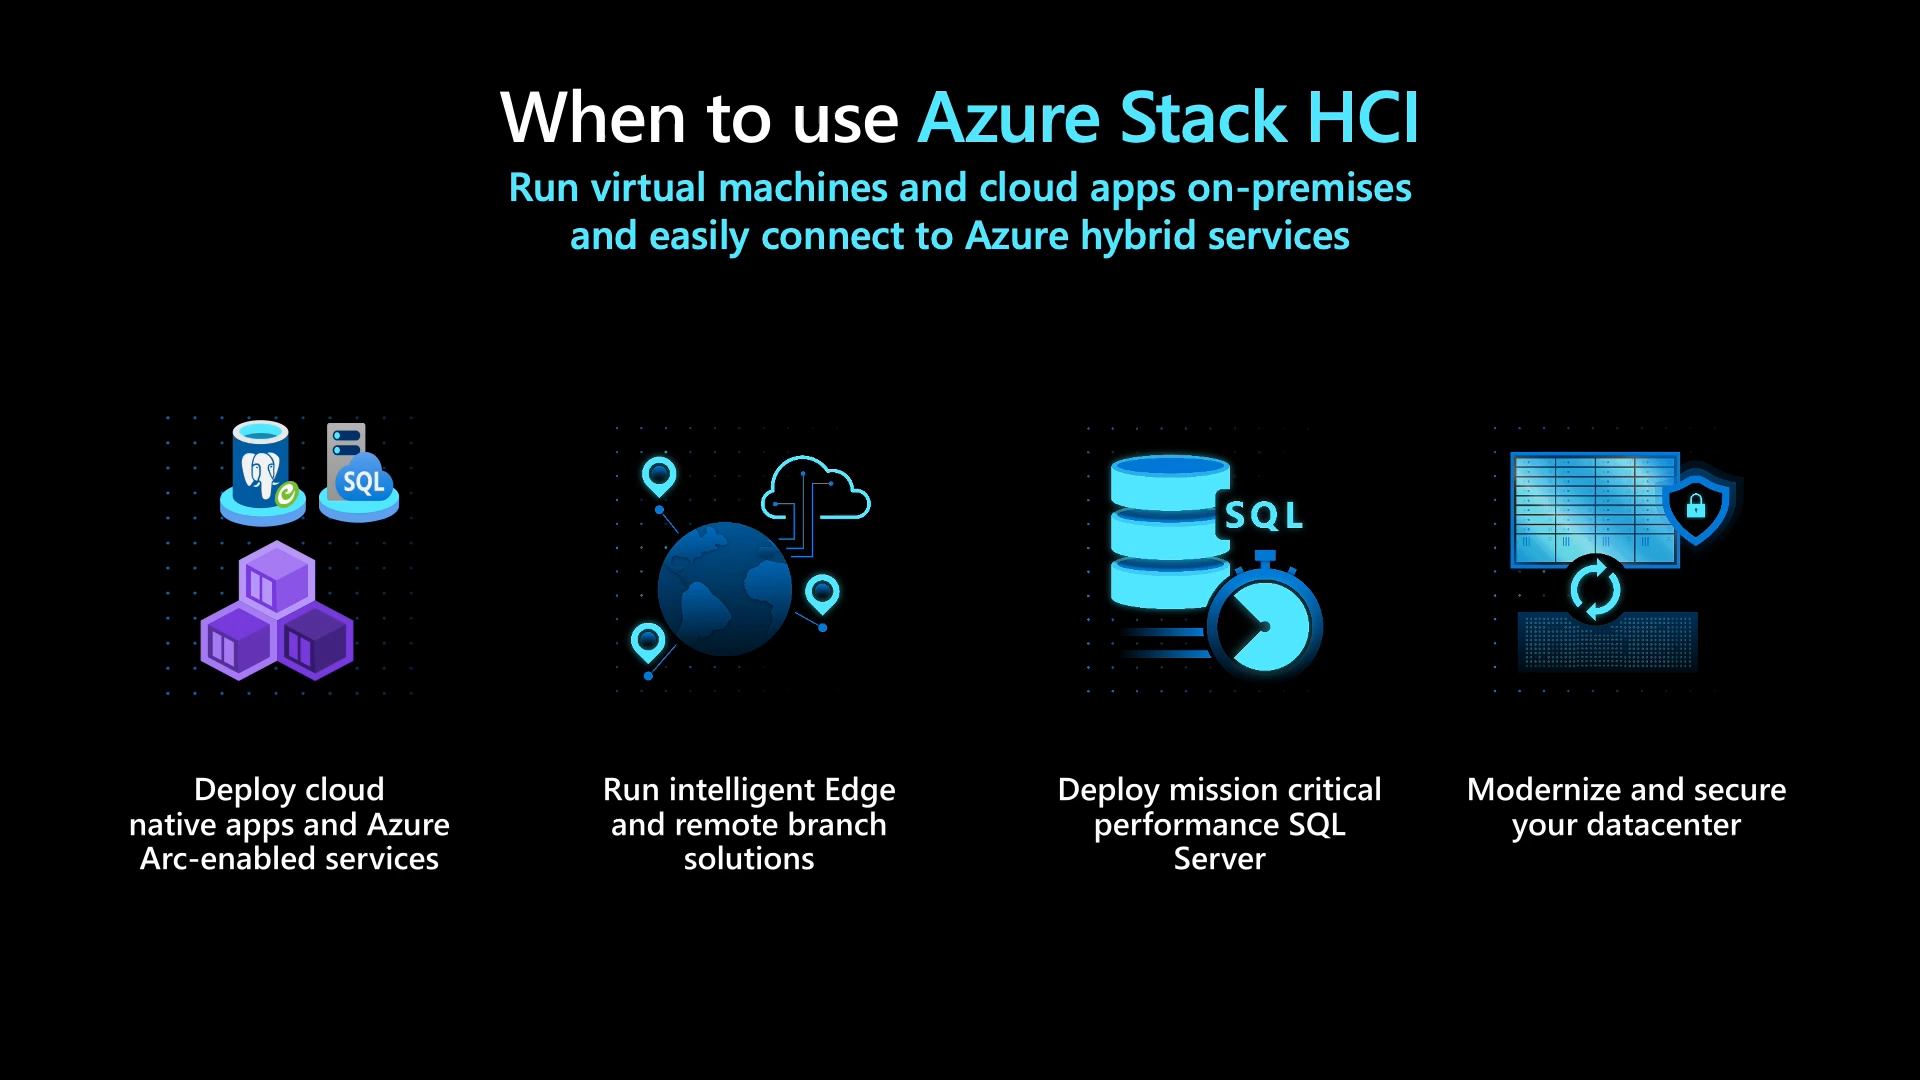 When to use Azure Stack HCI
Run virtual machines and cloud apps on-premises
and easily connect to Azure hybrid services
SQL
SQL
Deploy cloud
native apps and Azure
Arc-enabled services
Run intelligent Edge
and remote branch
solutions
Deploy mission critical
performance SQL
Server
Modernize and secure
your datacenter